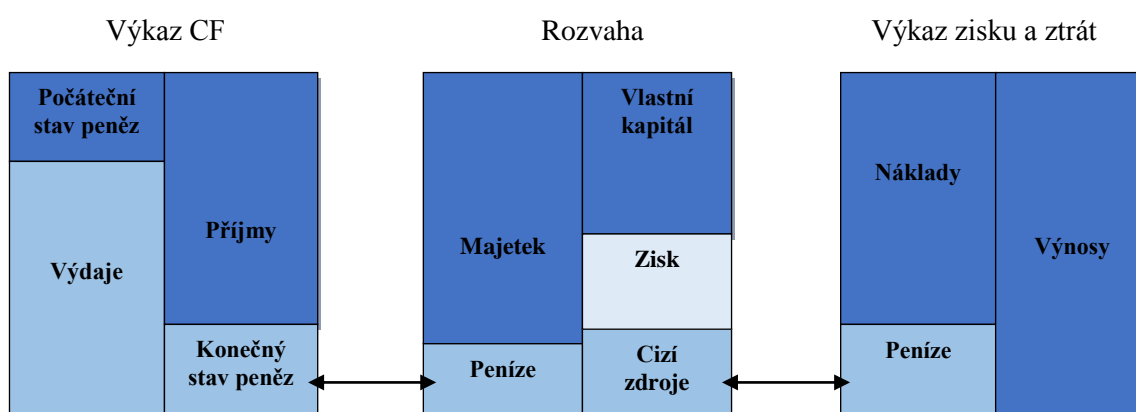 Výkaz CF
Rozvaha
Výkaz zisku a ztrát
Počáteční
stav peněz
Výdaje
Příjmy
Konečný
stav peněz
Majetek
Peníze
Vlastní
kapitál
Zisk
Cizí
zdroje
Náklady
Peníze
Výnosy